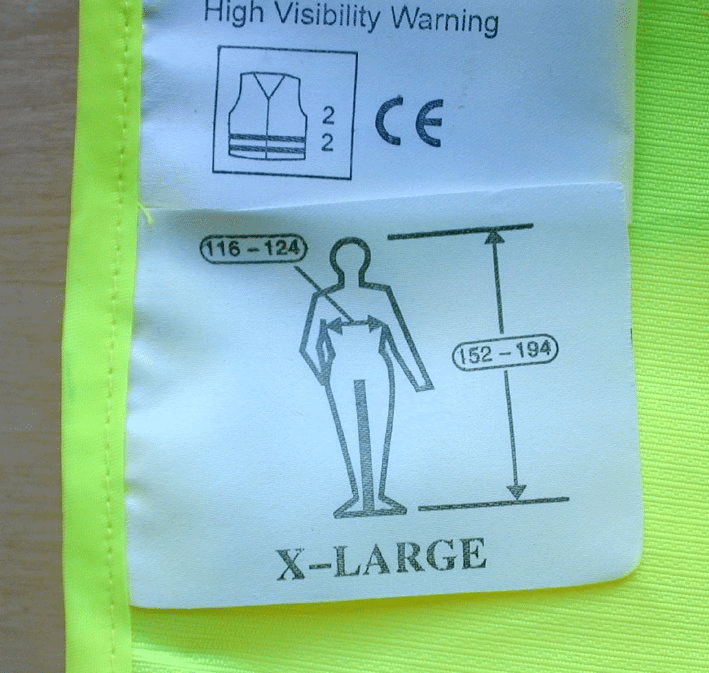 High Visibility Warning
2
2
CE
116 – 124
152 – 194
X–LARGE